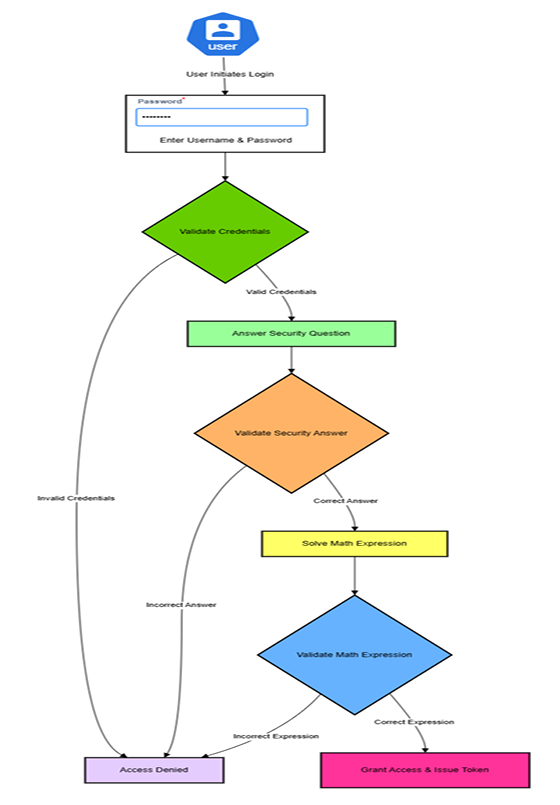 user
User Initiates Login
Password*
--------
Enter Username & Password
Validate Credentials
Valid Credentials
Answer Security Question
Validate Security Answer
Invalid Credentials
Correct Answer
Solve Math Expression
Incorrect Answer
Validate Math Expression
Correct Expression
Incorrect Expression
Access Denied
Grant Access & Issue Token